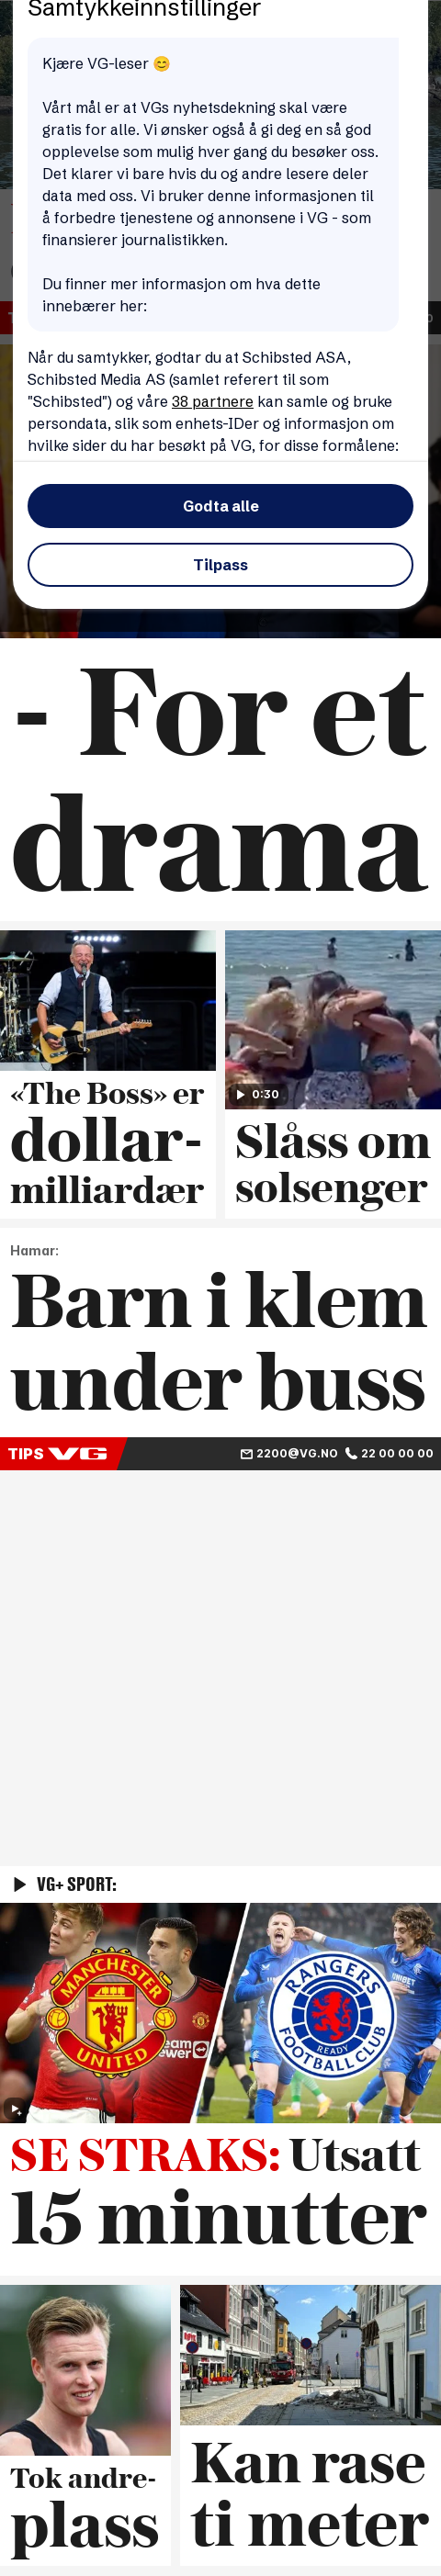 Samtykkeinnstillinger
Kjære VG-leser 😊
Vårt mål er at VGs nyhetsdekning skal være
gratis for alle. Vi ønsker også å gi deg en så god
opplevelse som mulig hver gang du besøker oss.
Det klarer vi bare hvis du og andre lesere deler
data med oss. Vi bruker denne informasjonen til
å forbedre tjenestene og annonsene i VG - som
finansierer journalistikken.
Du finner mer informasjon om hva dette
innebærer her:
Når du samtykker, godtar du at Schibsted ASA,
Schibsted Media AS (samlet referert til som
"Schibsted") og våre 38 partnere kan samle og bruke
persondata, slik som enhets-IDer og informasjon om
hvilke sider du har besøkt på VG, for disse formålene:
Godta alle
Tilpass
- For et
drama
«The Boss» er
dollar-
milliardær
0:30
Slåss om
solsenger
Hamar:
Barn i klem
under buss
TIPS VG 2200@VG.NO 22 00 00 00
VG+ SPORT:
MANCHESTER
UNITED
RANGERS
READY
FOOTBALL CLUB
SE STRAKS: Utsatt
15 minutter
Tok andre-
plass
Kan rase
ti meter